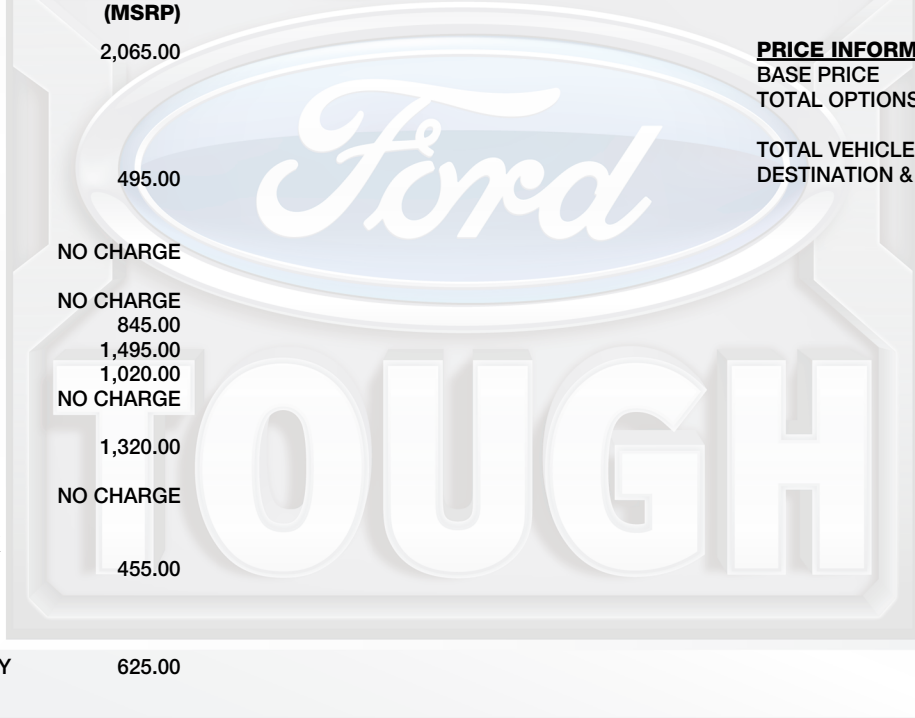 (MSRP)
2,065.00
495.00
NO CHARGE
NO CHARGE
845.00
1,495.00
1,020.00
NO CHARGE
1,320.00
NO CHARGE
455.00
Y 625.00
PRICE INFORM
BASE PRICE
TOTAL OPTIONS
TOTAL VEHICLE
DESTINATION &
Ford
TOUGH